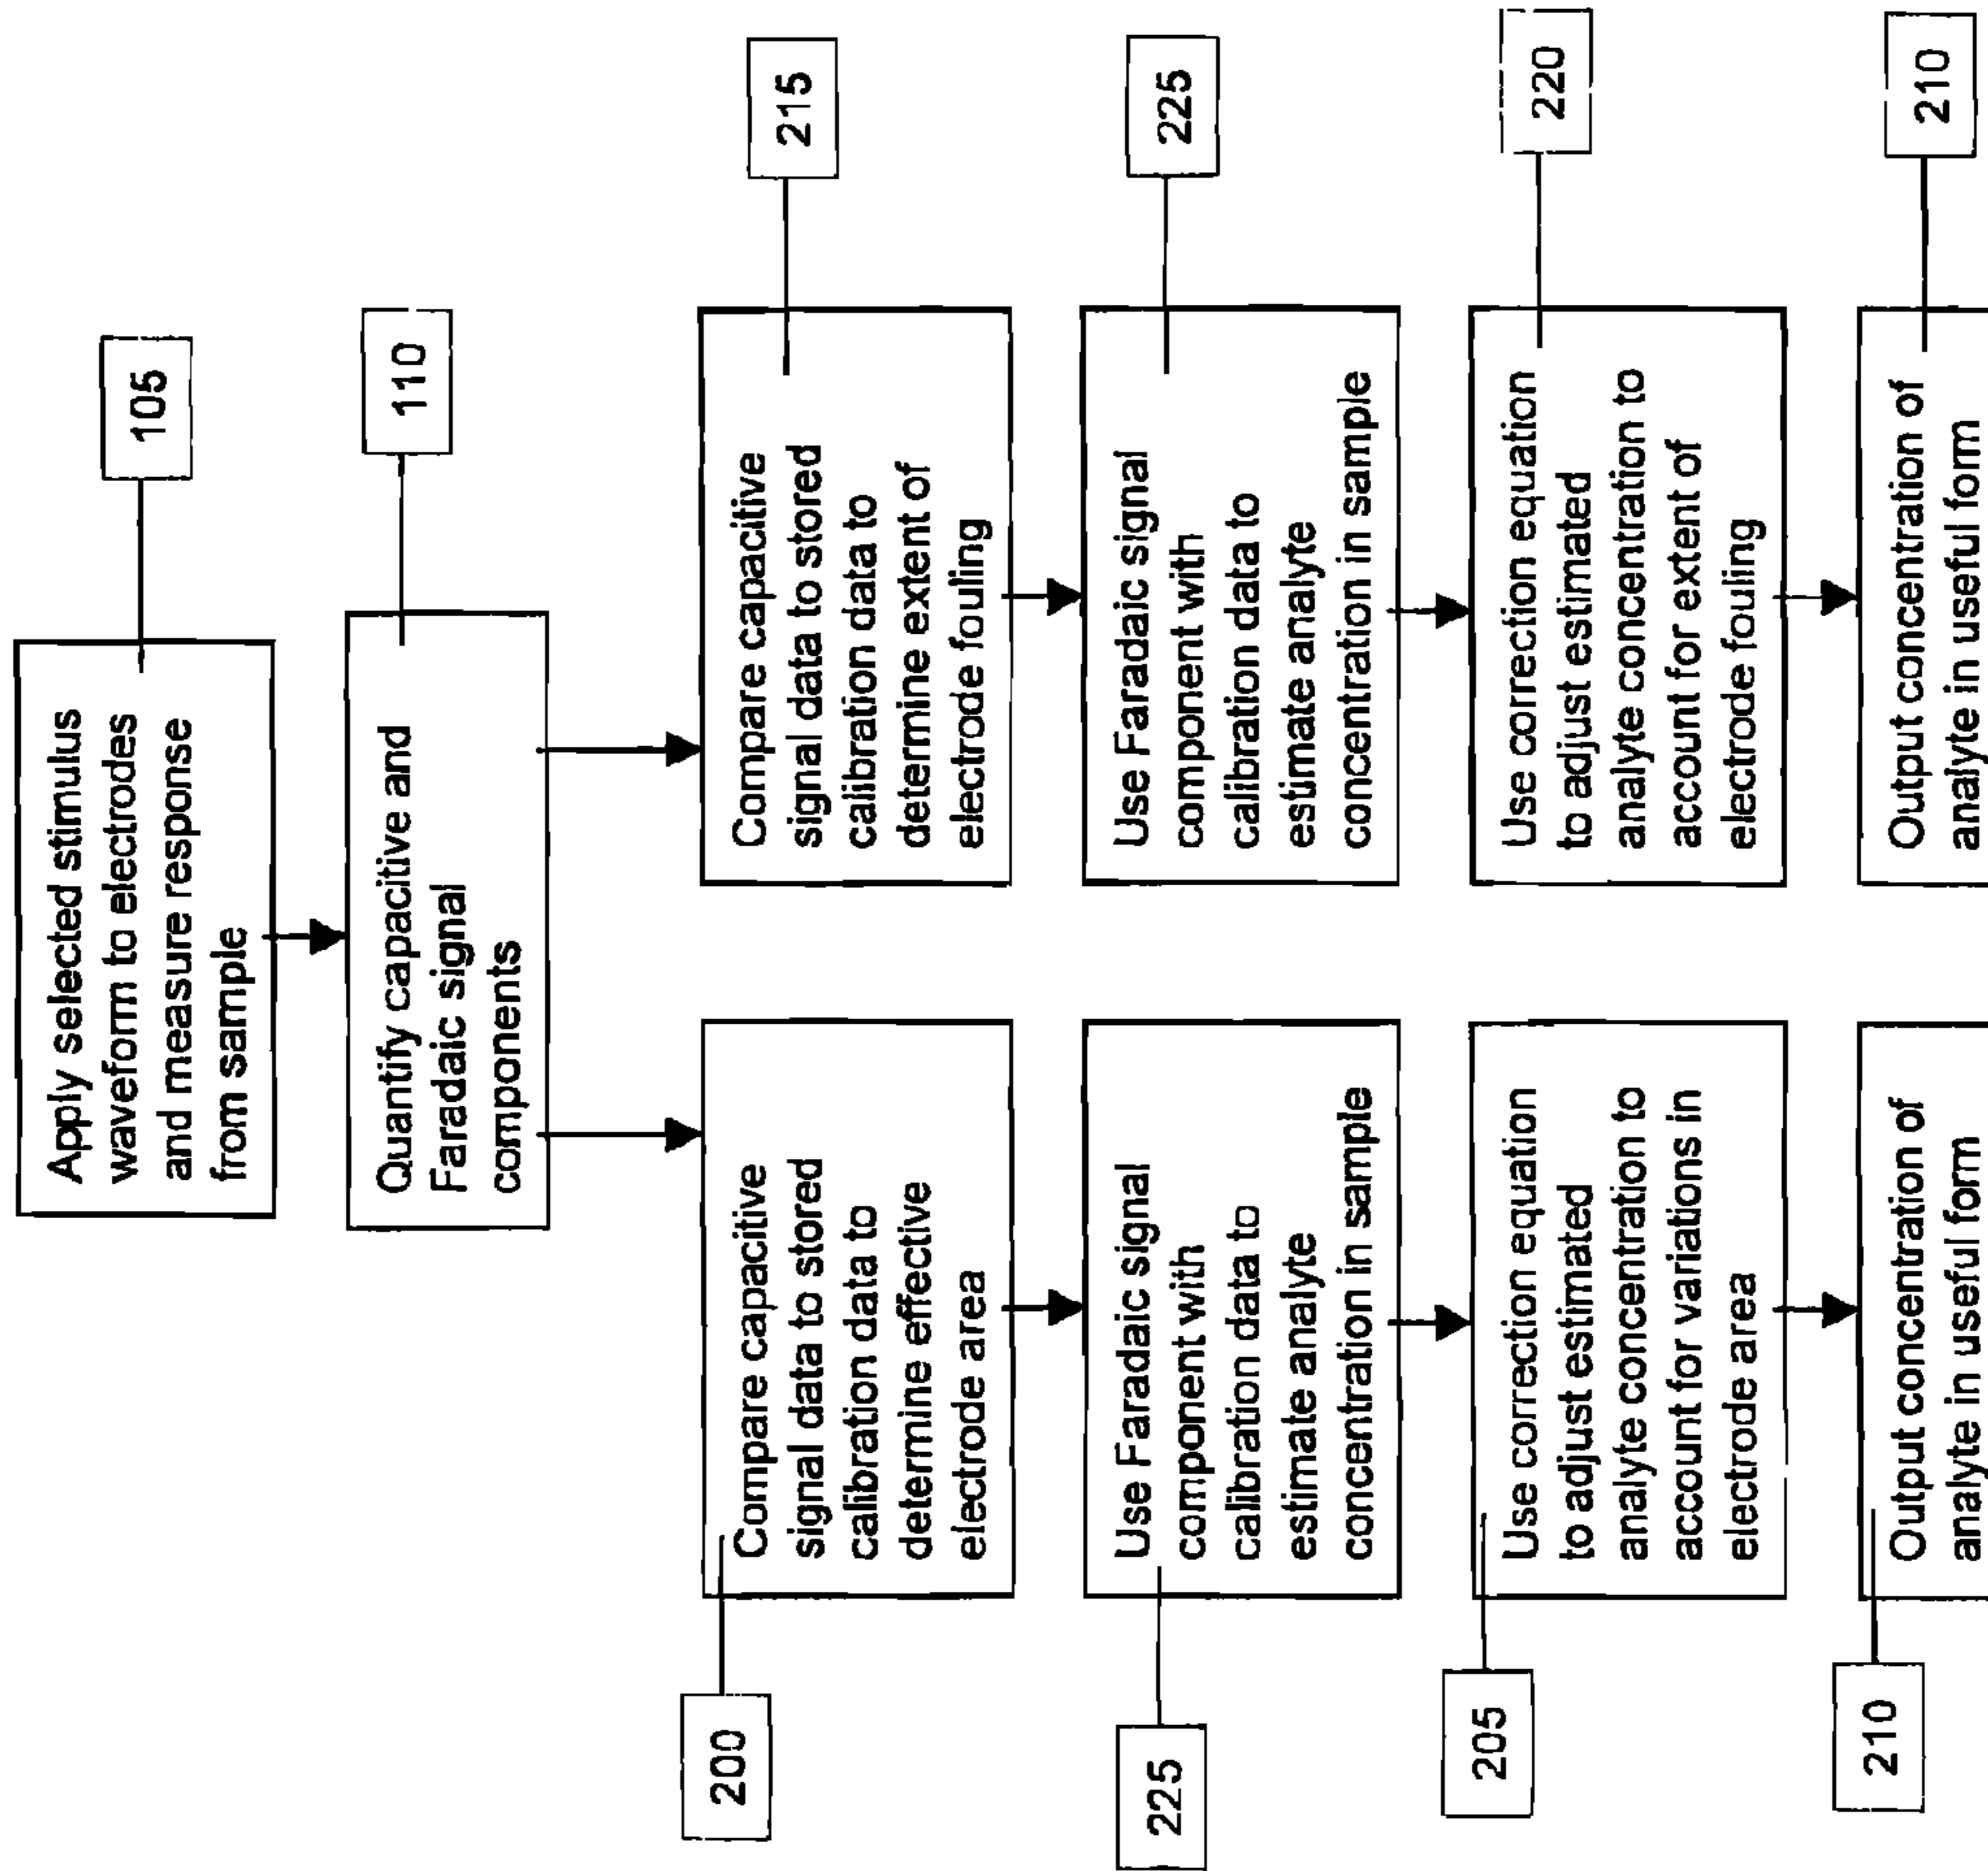 105
Apply selected stimulus
waveform to electrodes
and measure response
from sample
110
Quantify capacitive and
Faradaic signal
components
200
Compare capacitive
signal data to stored
calibration data to
determine effective
electrode area
225
Use Faradaic signal
component with
calibration data to
estimate analyte
concentration in sample
205
Use correction equation
to adjust estimated
analyte concentration to
account for variations in
electrode area
210
Output concentration of
analyte in useful form
215
Compare capacitive
signal data to stored
calibration data to
determine extent of
electrode fouling
225
Use Faradaic signal
component with
calibration data to
estimate analyte
concentration in sample
220
Use correction equation
to adjust estimated
analyte concentration to
account for extent of
electrode fouling
210
Output concentration of
analyte in useful form